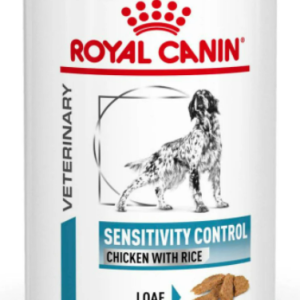 ROYAL CANIN
VETERINARY
SENSITIVITY CONTROL
CHICKEN WITH RICE
LOAF